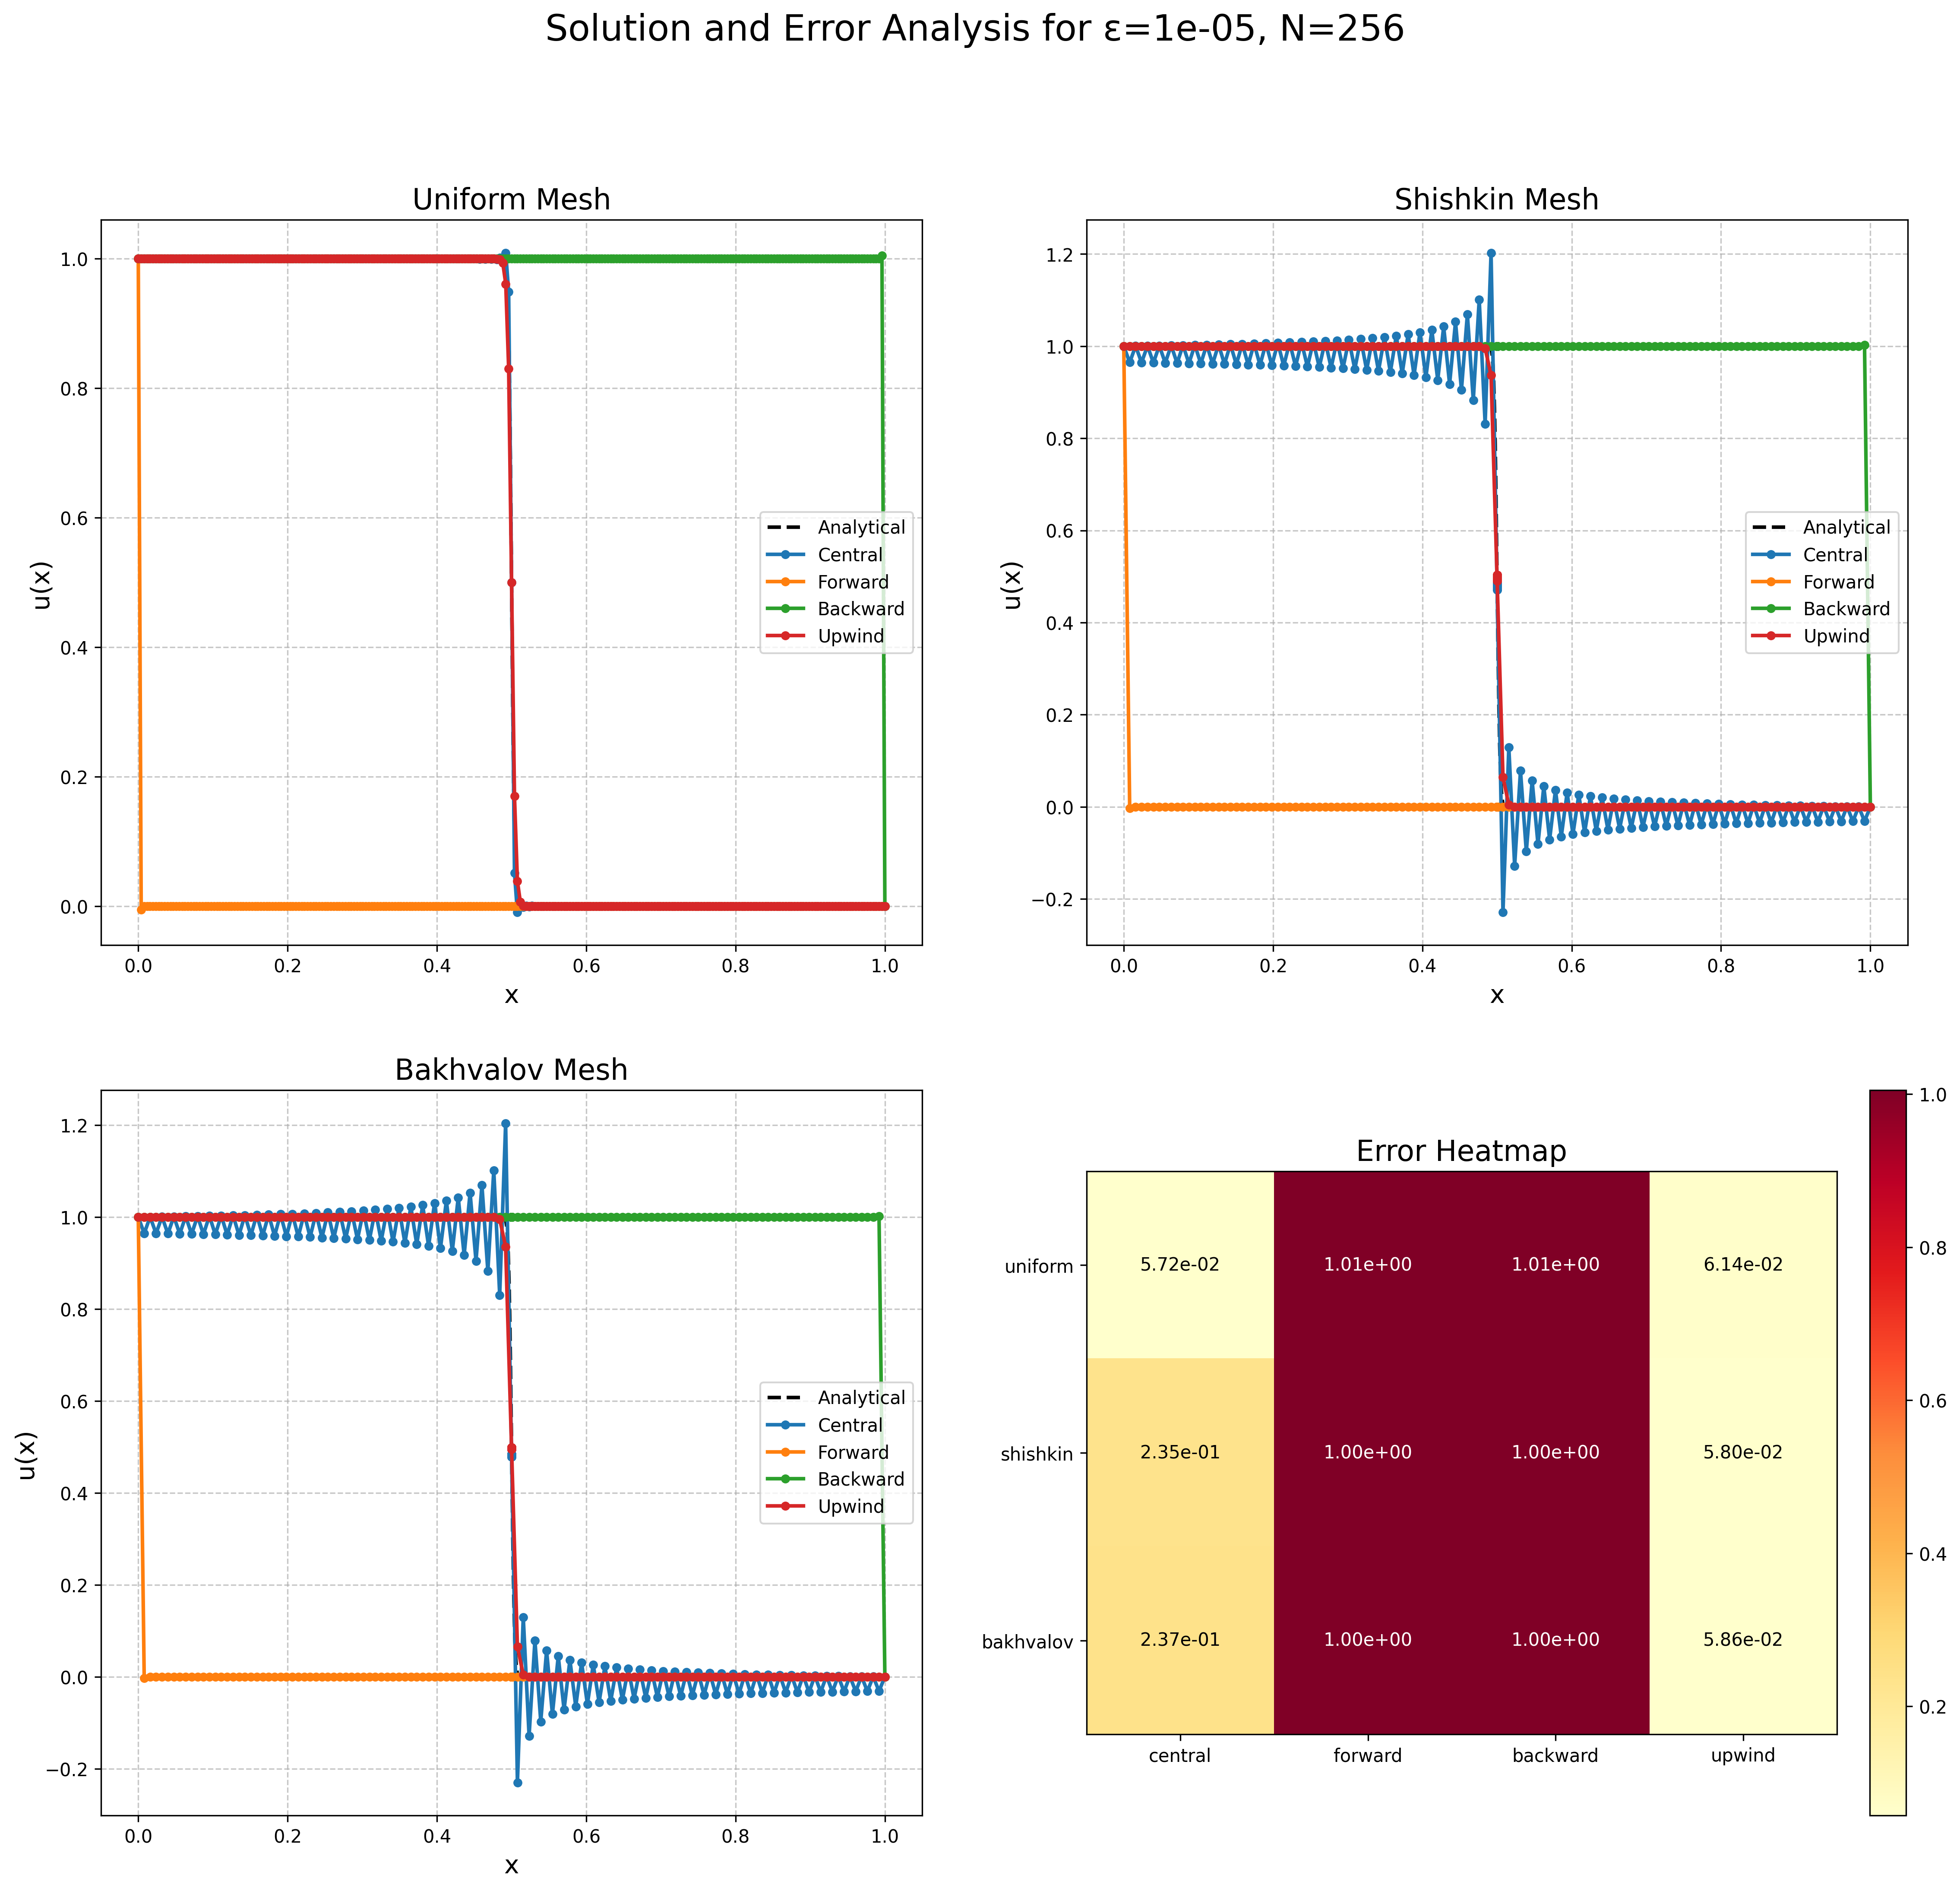 Solution and Error Analysis for ε=1e-05, N=256
Uniform Mesh
u(x)
1.0
0.8
0.6
0.4
0.2
0.0
0.0 0.2 0.4 0.6 0.8 1.0
x
Analytical
Central
Forward
Backward
Upwind
Shishkin Mesh
u(x)
1.2
1.0
0.8
0.6
0.4
0.2
0.0
−0.2
0.0 0.2 0.4 0.6 0.8 1.0
x
Analytical
Central
Forward
Backward
Upwind
Bakhvalov Mesh
u(x)
1.2
1.0
0.8
0.6
0.4
0.2
0.0
−0.2
0.0 0.2 0.4 0.6 0.8 1.0
x
Analytical
Central
Forward
Backward
Upwind
Error Heatmap
uniform 5.72e-02 1.01e+00 1.01e+00 6.14e-02
shishkin 2.35e-01 1.00e+00 1.00e+00 5.80e-02
bakhvalov 2.37e-01 1.00e+00 1.00e+00 5.86e-02
central forward backward upwind
1.0
0.8
0.6
0.4
0.2